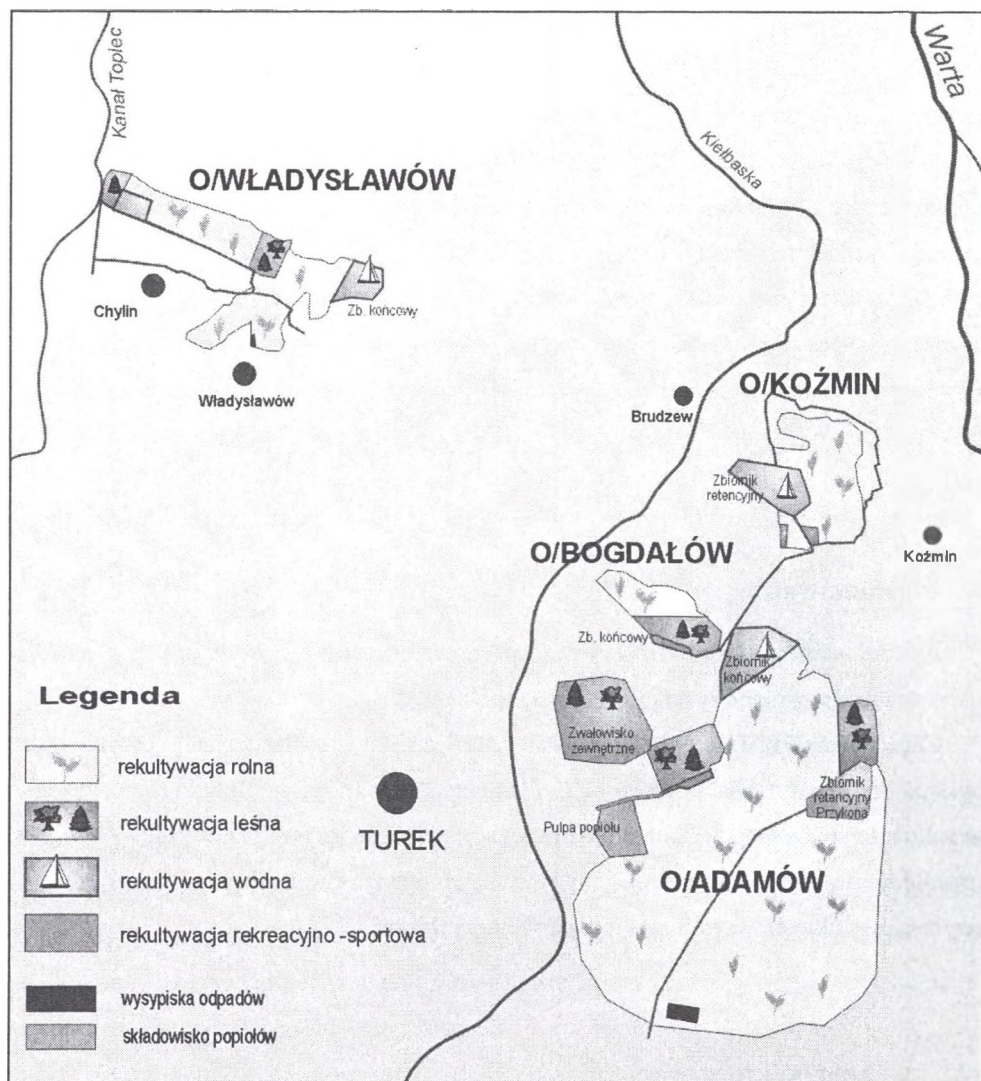 Kanał Toplec
Warta
Kiełbaska
O/WŁADYSŁAWÓW
Chylin
Zb. końcowy
Władysławów
O/KOŹMIN
Brudzew
Zbiornik
retencyjny
Koźmin
O/BOGDAŁÓW
Zb. końcowy
Zbiornik
końcowy
Zwałowisko
zewnętrzne
Zbiornik
retencyjny
Przykona
Pulpa popiołu
TUREK
O/ADAMÓW
Legenda
rekultywacja rolna
rekultywacja leśna
rekultywacja wodna
rekultywacja rekreacyjno -sportowa
wysypiska odpadów
składowisko popiołów